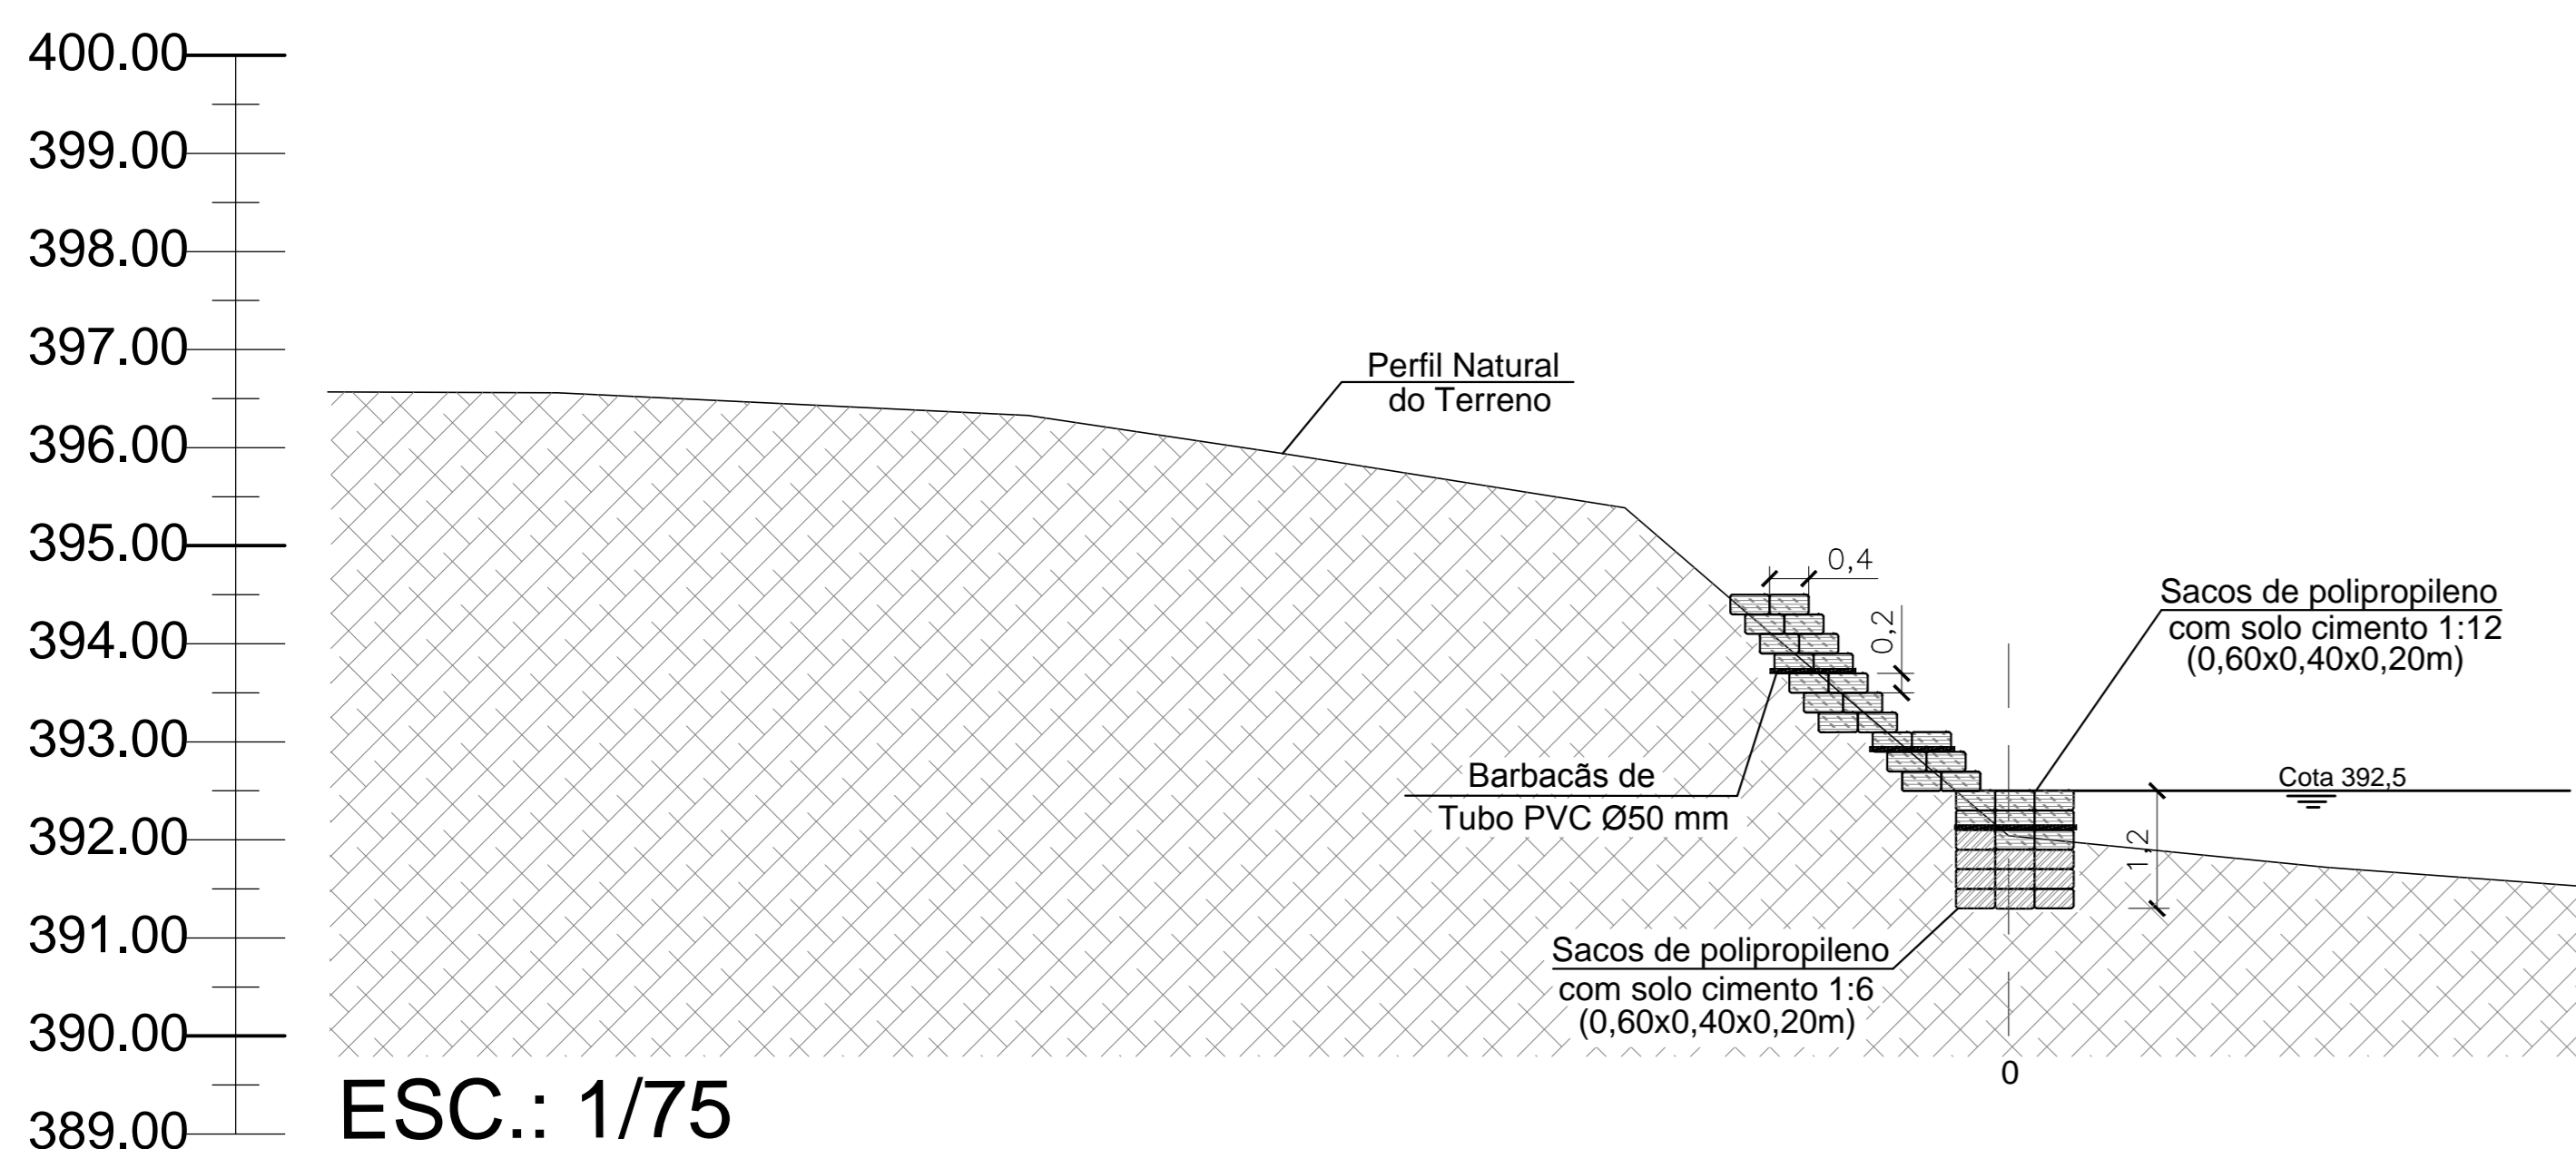 400.00
399.00
398.00
397.00
396.00
395.00
394.00
393.00
392.00
391.00
390.00
389.00
Perfil Natural
do Terreno
0,4
0,2
Sacos de polipropileno
com solo cimento 1:12
(0,60x0,40x0,20m)
Barbacãs de
Tubo PVC Ø50 mm
Cota 392,5
1,2
Sacos de polipropileno
com solo cimento 1:6
(0,60x0,40x0,20m)
0
ESC.: 1/75